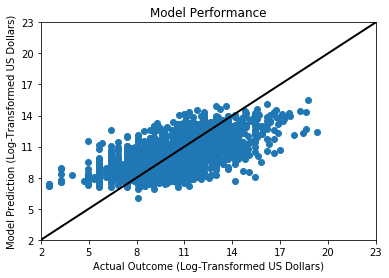 Model Performance
Model Prediction (Log-Transformed US Dollars)
23
20
17
14
11
8
5
2
2 5 8 11 14 17 20 23
Actual Outcome (Log-Transformed US Dollars)